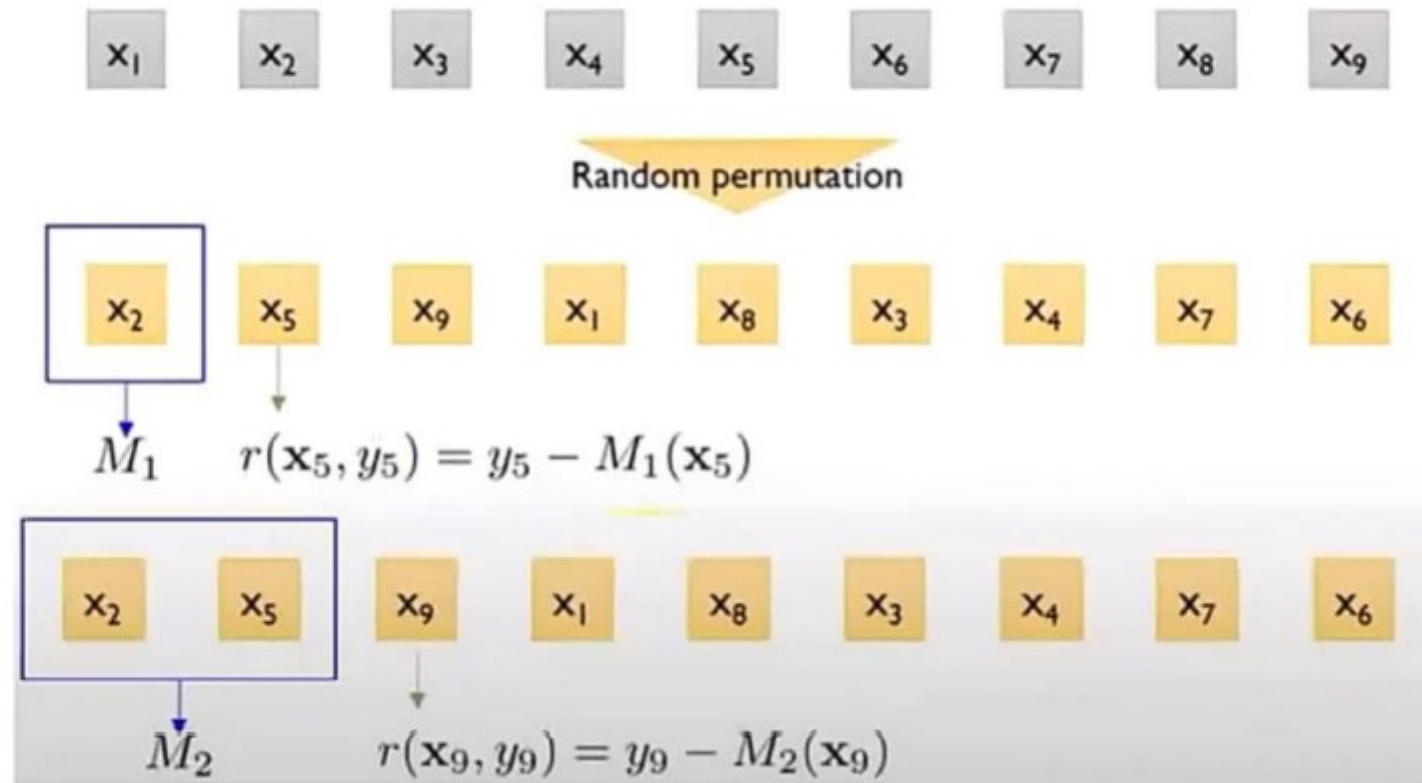 x₁ x₂ x₃ x₄ x₅ x₆ x₇ x₈ x₉
Random permutation
x₂ x₅ x₉ x₁ x₈ x₃ x₄ x₇ x₆
M₁ r(x₅, y₅) = y₅ − M₁(x₅)
x₂ x₅ x₉ x₁ x₈ x₃ x₄ x₇ x₆
M₂ r(x₉, y₉) = y₉ − M₂(x₉)